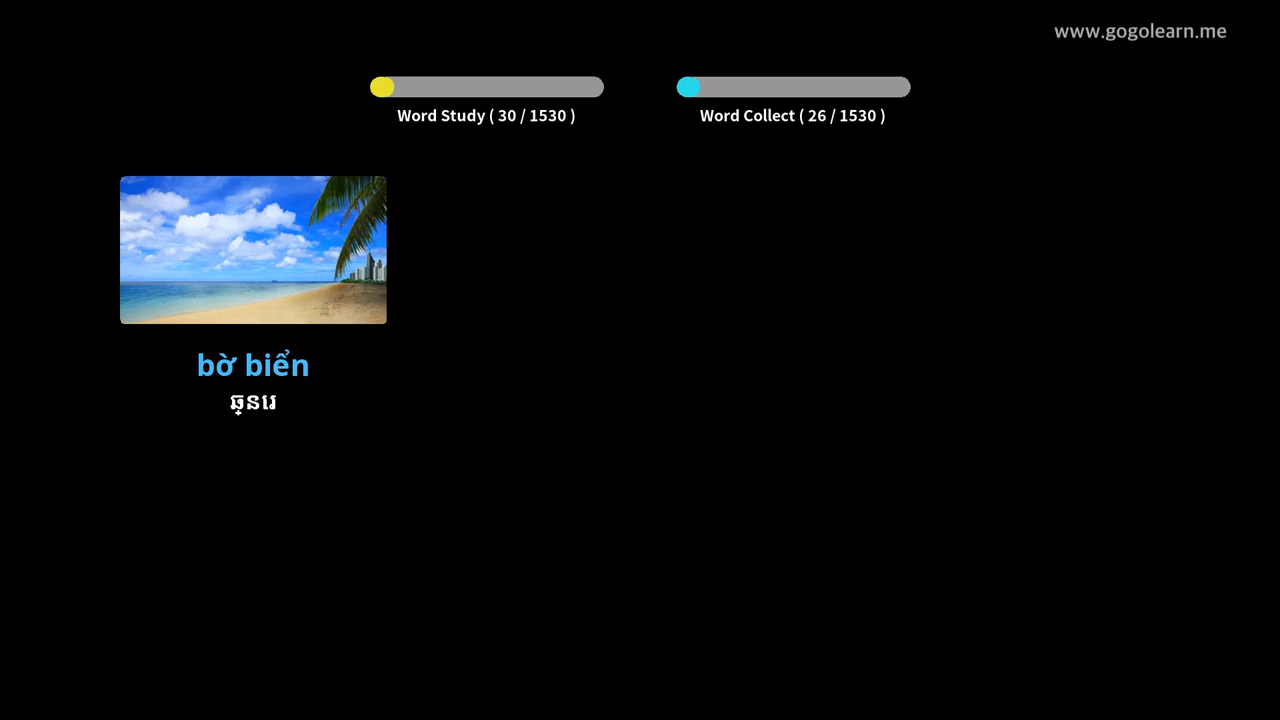 www.gogolearn.me
Word Study ( 30 / 1530 )
Word Collect ( 26 / 1530 )
bờ biển
ឆ្នេរ